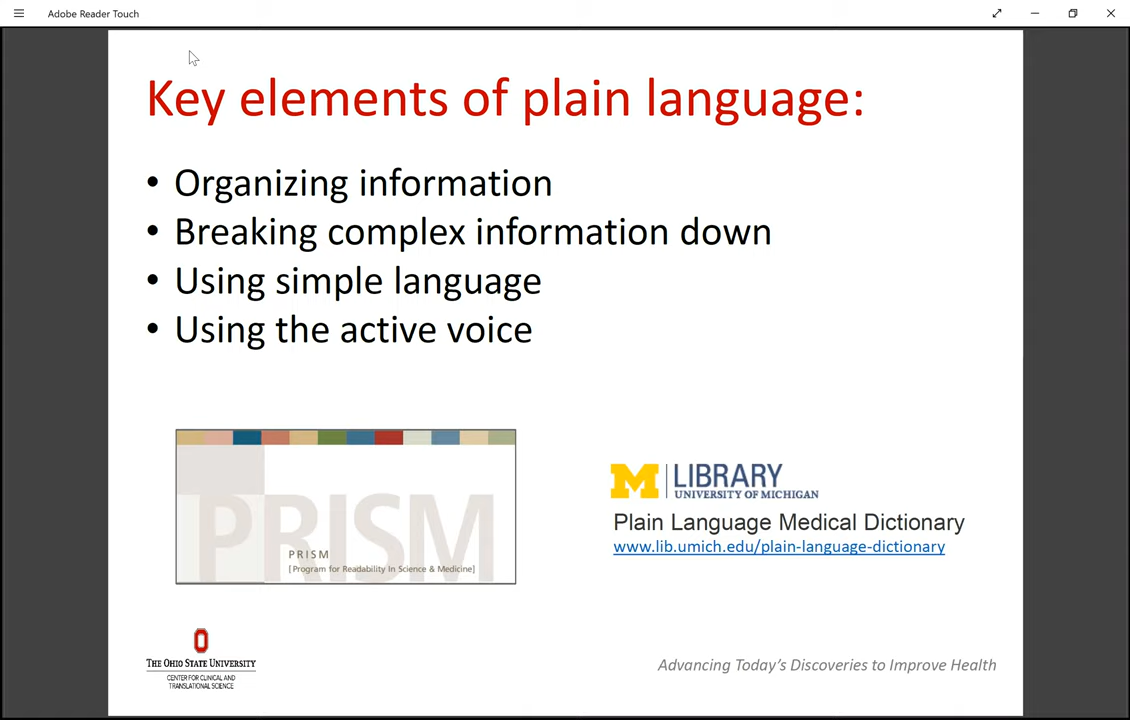 Adobe Reader Touch
Key elements of plain language:
• Organizing information
• Breaking complex information down
• Using simple language
• Using the active voice
PRISM
PRISM
[Program for Readability In Science & Medicine]
M LIBRARY
UNIVERSITY OF MICHIGAN
Plain Language Medical Dictionary
www.lib.umich.edu/plain-language-dictionary
THE OHIO STATE UNIVERSITY
CENTER FOR CLINICAL AND
TRANSLATIONAL SCIENCE
Advancing Today's Discoveries to Improve Health